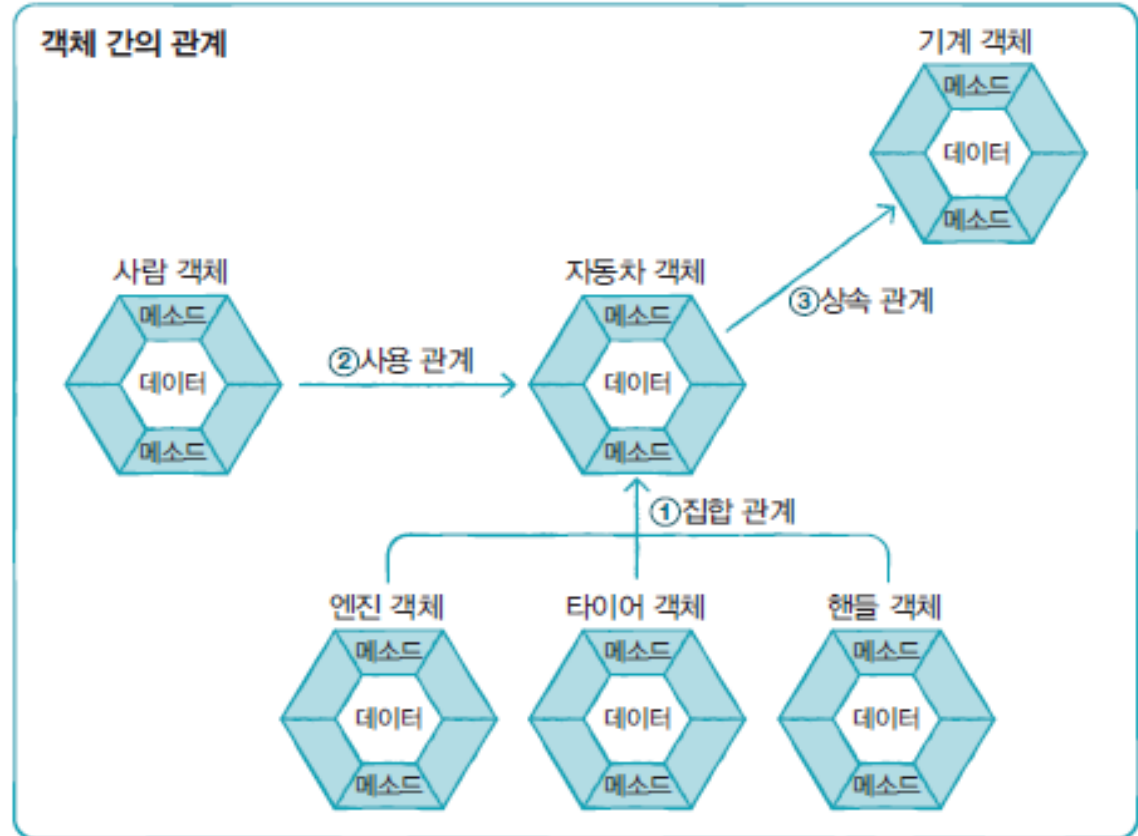 객체 간의 관계
기계 객체
메소드
데이터
메소드
사람 객체
메소드
데이터
메소드
②사용 관계
자동차 객체
메소드
데이터
메소드
③상속 관계
①집합 관계
엔진 객체
메소드
데이터
메소드
타이어 객체
메소드
데이터
메소드
핸들 객체
메소드
데이터
메소드